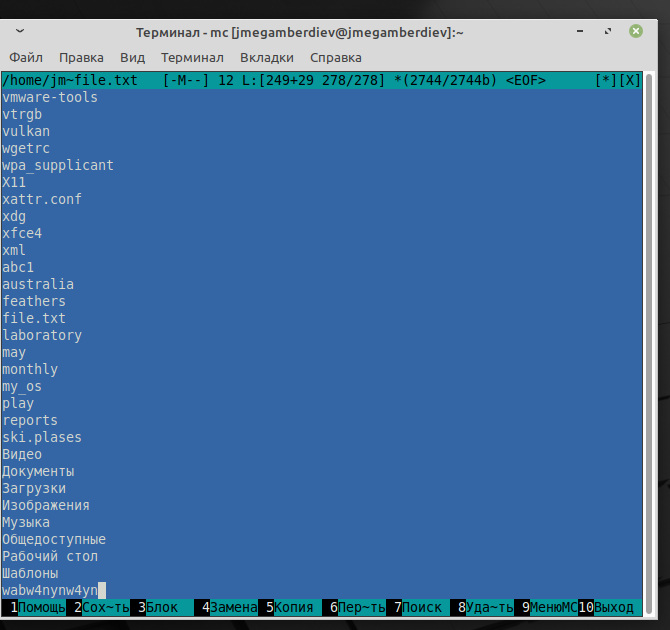 Терминал - mc [jmegamberdiev@jmegamberdiev]:~
Файл Правка Вид Терминал Вкладки Справка
/home/jm~file.txt [-M--] 12 L:[249+29 278/278] *(2744/2744b) <EOF> [*][X]
vmware-tools
vtrgb
vulkan
wgetrc
wpa_supplicant
X11
xattr.conf
xdg
xfce4
xml
abc1
australia
feathers
file.txt
laboratory
may
monthly
my_os
play
reports
ski.plases
Видео
Документы
Загрузки
Изображения
Музыка
Общедоступные
Рабочий стол
Шаблоны
wabw4nynw4yn
1Помощь 2Сох~ть 3Блок 4Замена 5Копия 6Пер~ть 7Поиск 8Уда~ть 9МенюMC 10Выход